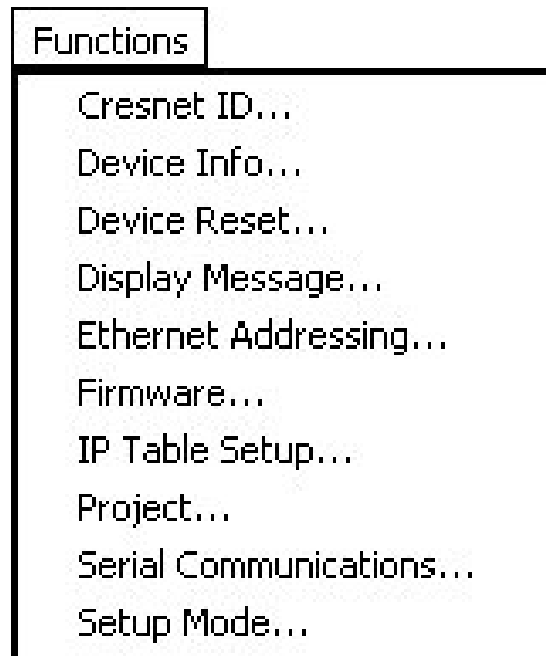 Functions
Cresnet ID...
Device Info...
Device Reset...
Display Message...
Ethernet Addressing...
Firmware...
IP Table Setup...
Project...
Serial Communications...
Setup Mode...